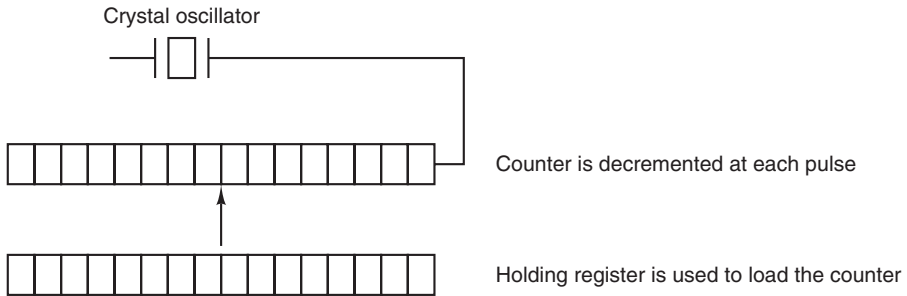 Crystal oscillator
Counter is decremented at each pulse
Holding register is used to load the counter